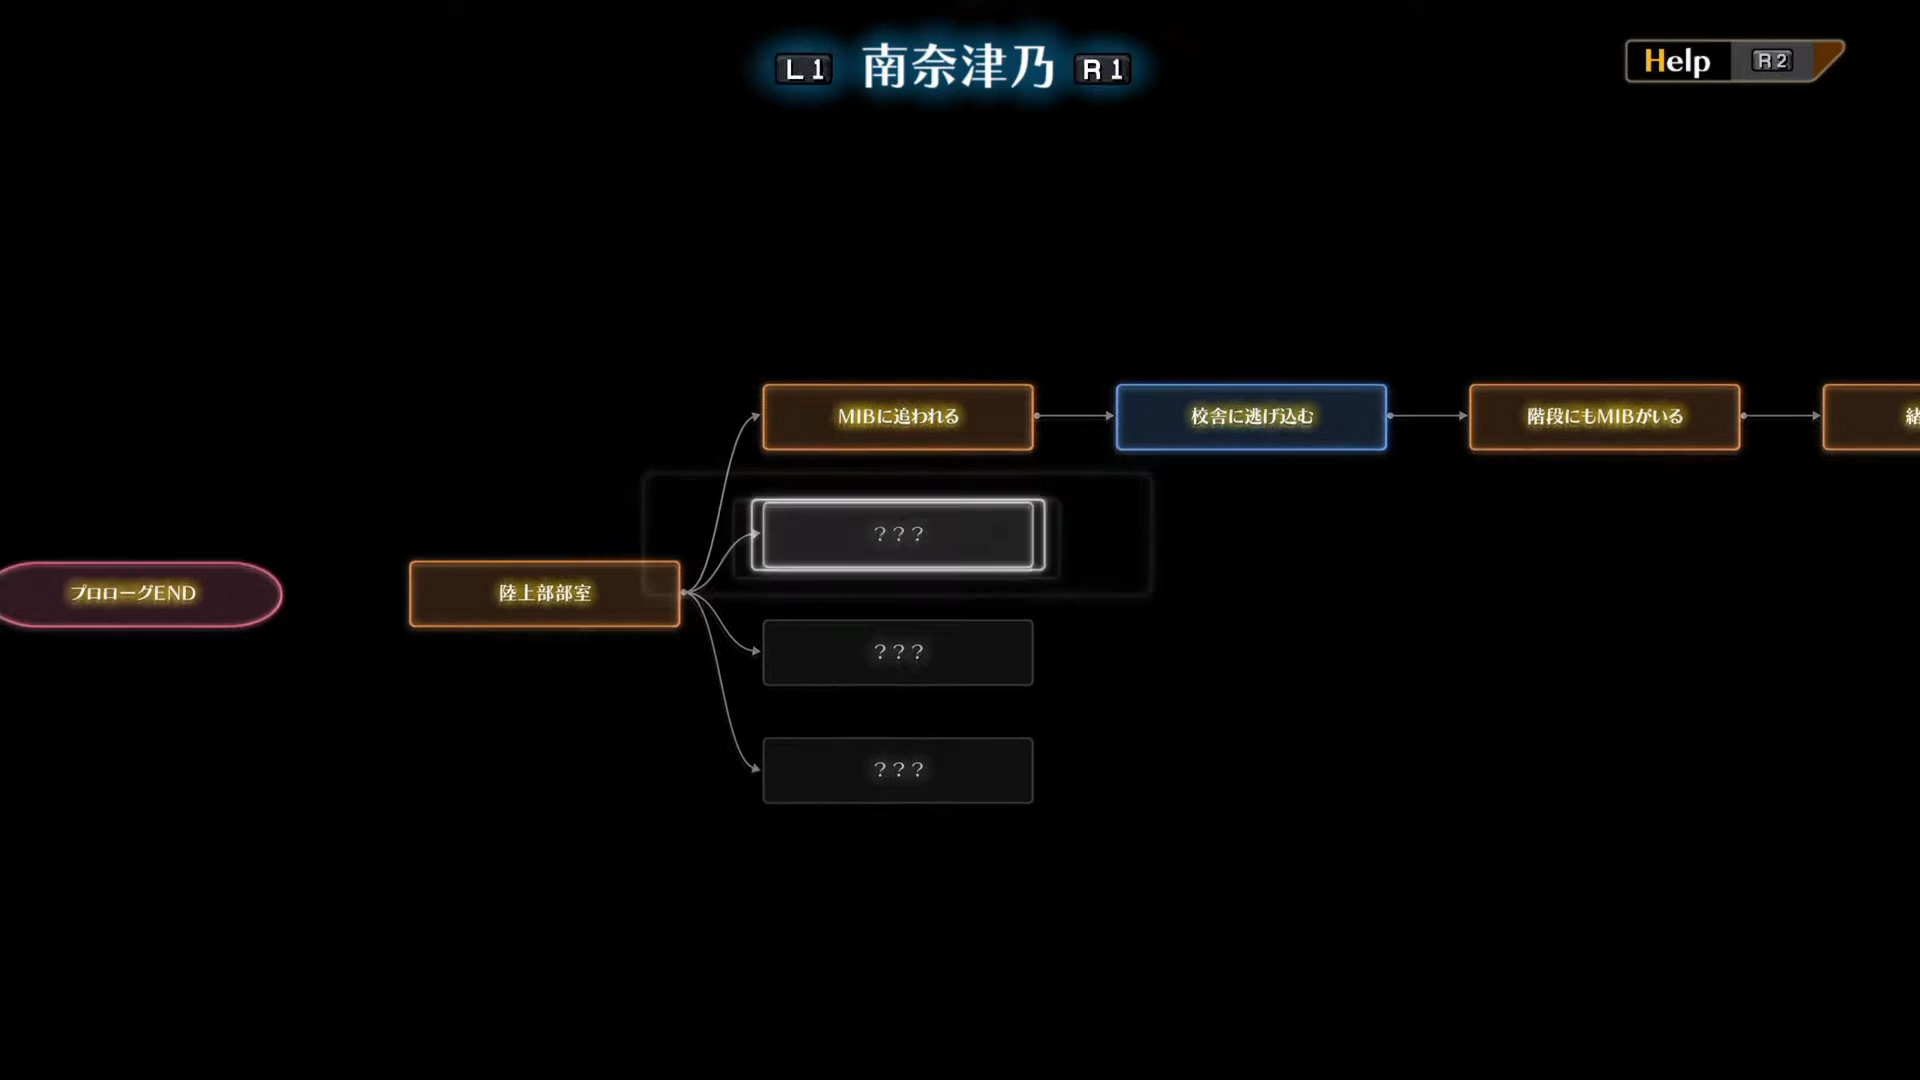 L1 南奈津乃 R1
Help R2
MIBに追われる
校舎に逃げ込む
階段にもMIBがいる
緒
???
プロローグEND
陸上部部室
???
???